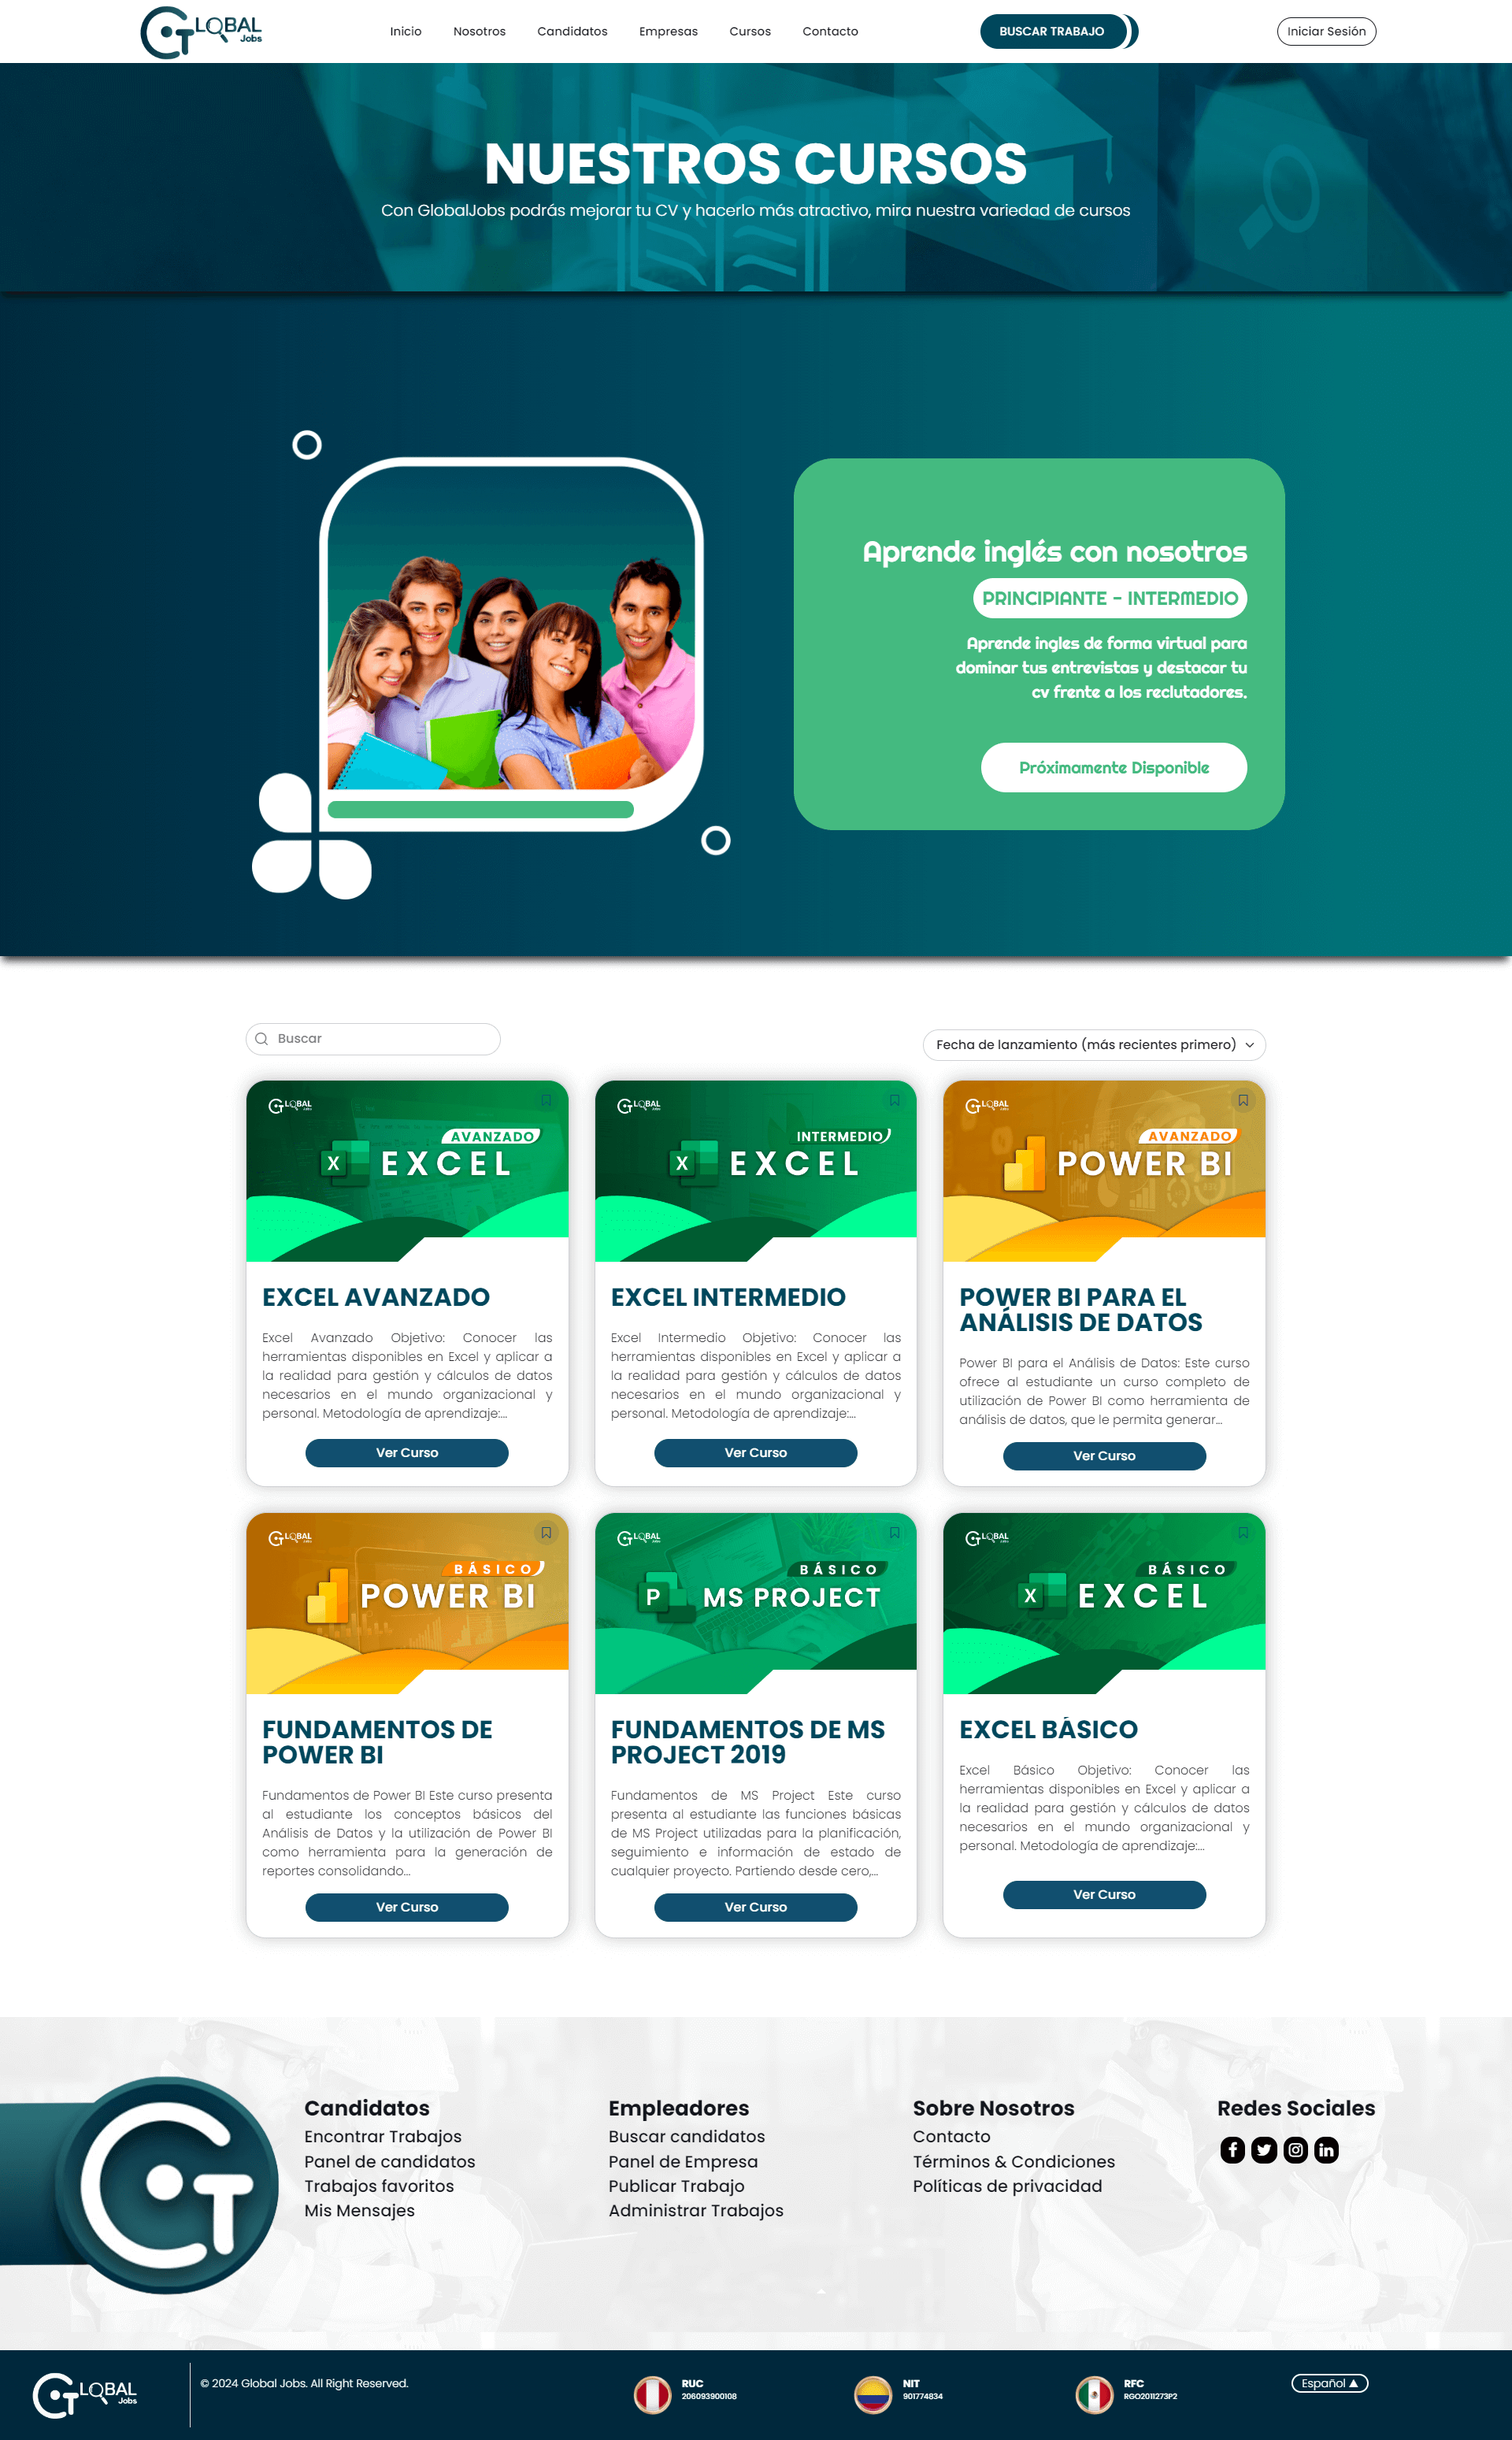 GLOBAL
Jobs
Inicio
Nosotros
Candidatos
Empresas
Cursos
Contacto
BUSCAR TRABAJO
Iniciar Sesión
NUESTROS CURSOS
Con GlobalJobs podrás mejorar tu CV y hacerlo más atractivo, mira nuestra variedad de cursos
Aprende inglés con nosotros
PRINCIPIANTE - INTERMEDIO
Aprende ingles de forma virtual para
dominar tus entrevistas y destacar tu
cv frente a los reclutadores.
Próximamente Disponible
Buscar
Fecha de lanzamiento (más recientes primero)
GLOBAL
Jobs
AVANZADO
X
EXCEL
EXCEL AVANZADO
Excel Avanzado Objetivo: Conocer las
herramientas disponibles en Excel y aplicar a
la realidad para gestión y cálculos de datos
necesarios en el mundo organizacional y
personal. Metodología de aprendizaje:...
Ver Curso
GLOBAL
Jobs
INTERMEDIO
X
EXCEL
EXCEL INTERMEDIO
Excel Intermedio Objetivo: Conocer las
herramientas disponibles en Excel y aplicar a
la realidad para gestión y cálculos de datos
necesarios en el mundo organizacional y
personal. Metodología de aprendizaje:...
Ver Curso
GLOBAL
Jobs
AVANZADO
POWER BI
POWER BI PARA EL
ANÁLISIS DE DATOS
Power BI para el Análisis de Datos: Este curso
ofrece al estudiante un curso completo de
utilización de Power BI como herramienta de
análisis de datos, que le permita generar...
Ver Curso
GLOBAL
Jobs
BÁSICO
POWER BI
FUNDAMENTOS DE
POWER BI
Fundamentos de Power BI Este curso presenta
al estudiante los conceptos básicos del
Análisis de Datos y la utilización de Power BI
como herramienta para la generación de
reportes consolidando...
Ver Curso
GLOBAL
Jobs
BÁSICO
P
MS PROJECT
FUNDAMENTOS DE MS
PROJECT 2019
Fundamentos de MS Project Este curso
presenta al estudiante las funciones básicas
de MS Project utilizadas para la planificación,
seguimiento e información de estado de
cualquier proyecto. Partiendo desde cero,...
Ver Curso
GLOBAL
Jobs
BÁSICO
X
EXCEL
EXCEL BÁSICO
Excel Básico Objetivo: Conocer las
herramientas disponibles en Excel y aplicar a
la realidad para gestión y cálculos de datos
necesarios en el mundo organizacional y
personal. Metodología de aprendizaje:...
Ver Curso
Candidatos
Encontrar Trabajos
Panel de candidatos
Trabajos favoritos
Mis Mensajes
Empleadores
Buscar candidatos
Panel de Empresa
Publicar Trabajo
Administrar Trabajos
Sobre Nosotros
Contacto
Términos & Condiciones
Políticas de privacidad
Redes Sociales
GLOBAL
Jobs
© 2024 Global Jobs. All Right Reserved.
RUC
206093900108
NIT
901774834
RFC
RGO2011273P2
Español ▲